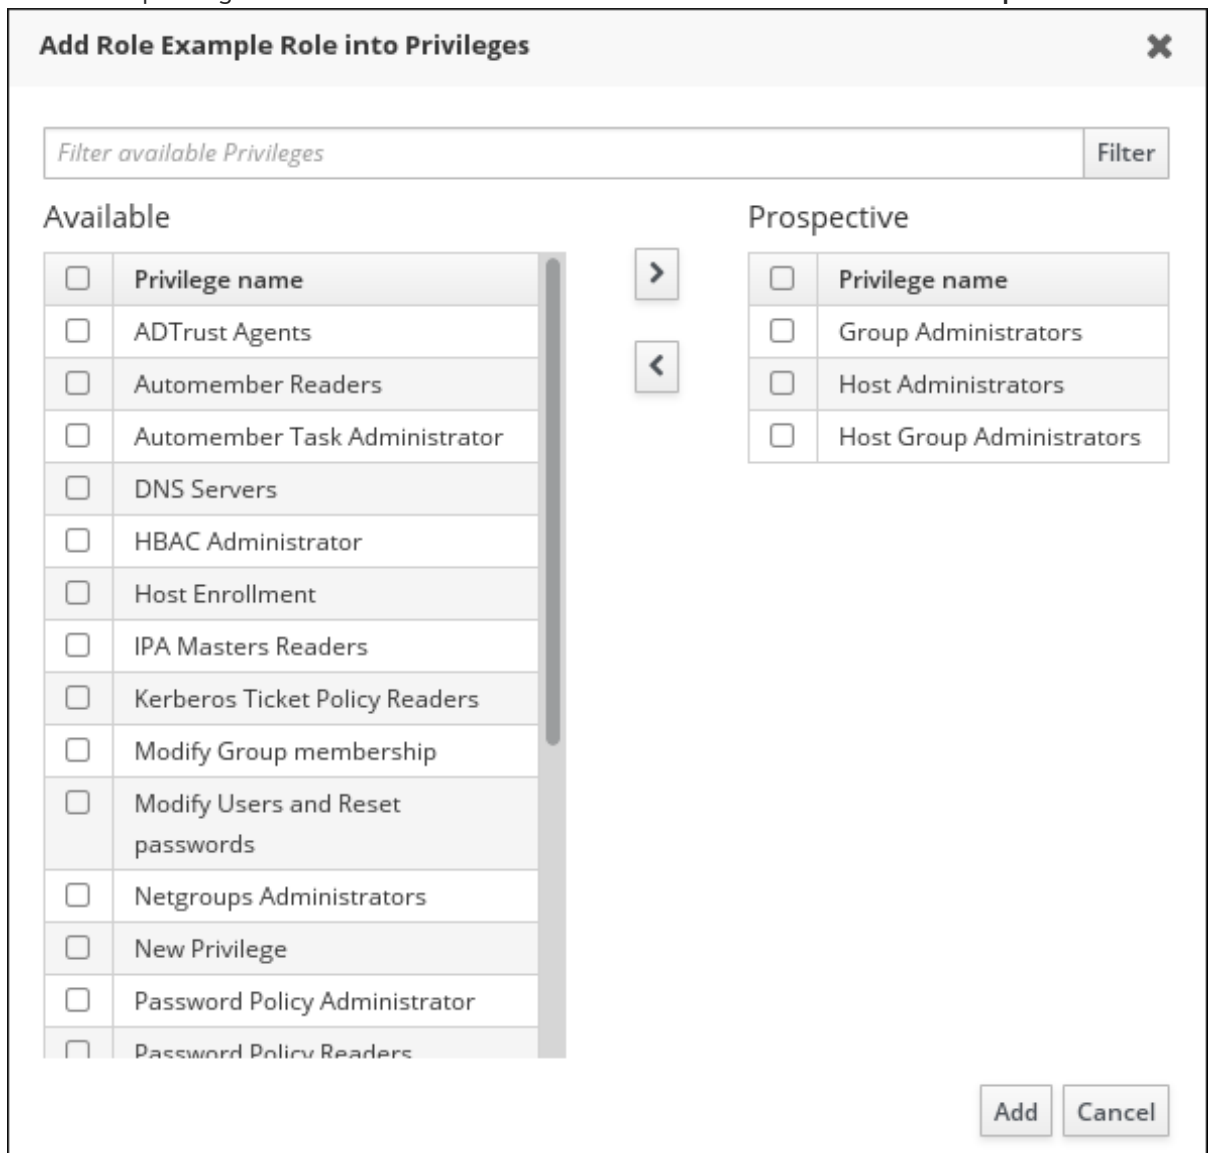 Add Role Example Role into Privileges
Filter available Privileges
Filter
Available
Prospective
Privilege name
ADTrust Agents
Automember Readers
Automember Task Administrator
DNS Servers
HBAC Administrator
Host Enrollment
IPA Masters Readers
Kerberos Ticket Policy Readers
Modify Group membership
Modify Users and Reset
passwords
Netgroups Administrators
New Privilege
Password Policy Administrator
Password Policy Readers
Privilege name
Group Administrators
Host Administrators
Host Group Administrators
Add
Cancel